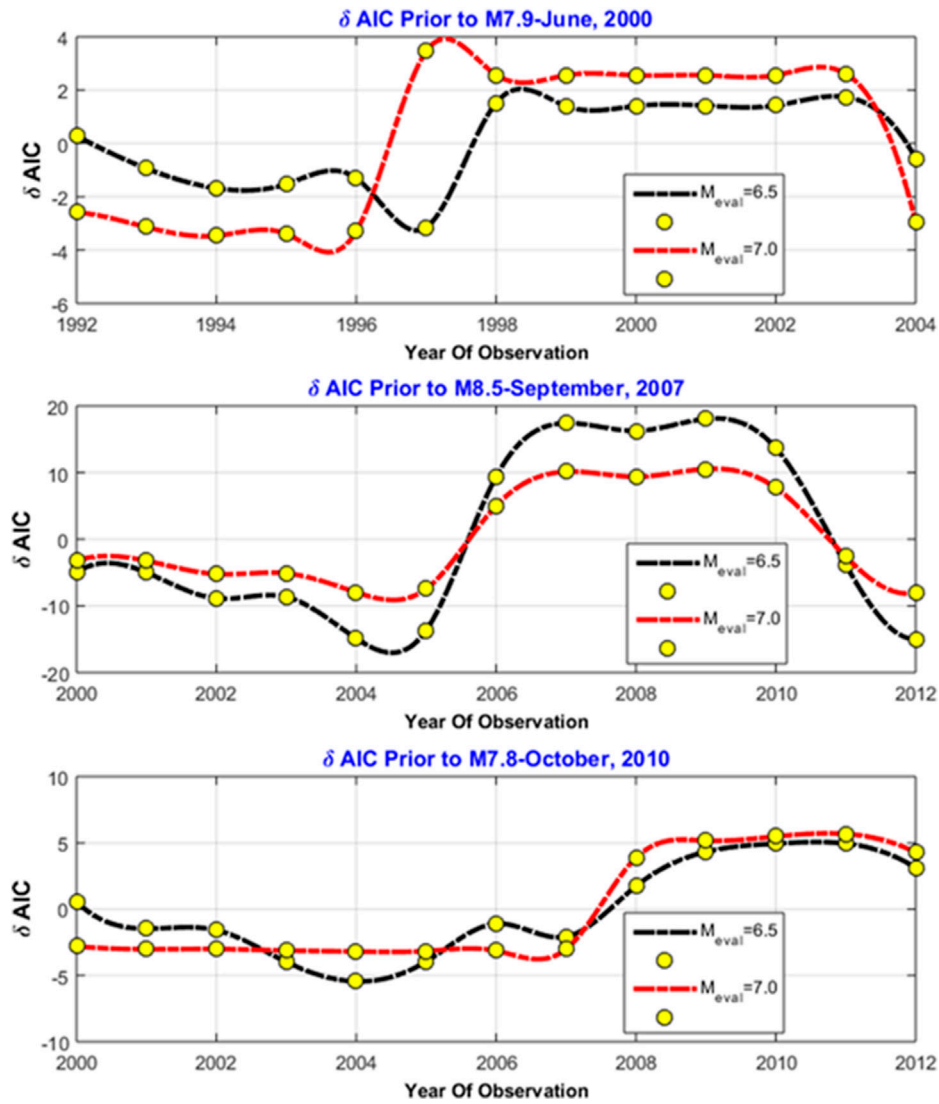 δ AIC Prior to M7.9-June, 2000
δ AIC
4
2
0
-2
-4
-6
M_eval=6.5
M_eval=7.0
1992 1994 1996 1998 2000 2002 2004
Year Of Observation
δ AIC Prior to M8.5-September, 2007
δ AIC
20
10
0
-10
-20
M_eval=6.5
M_eval=7.0
2000 2002 2004 2006 2008 2010 2012
Year Of Observation
δ AIC Prior to M7.8-October, 2010
δ AIC
10
5
0
-5
-10
M_eval=6.5
M_eval=7.0
2000 2002 2004 2006 2008 2010 2012
Year Of Observation